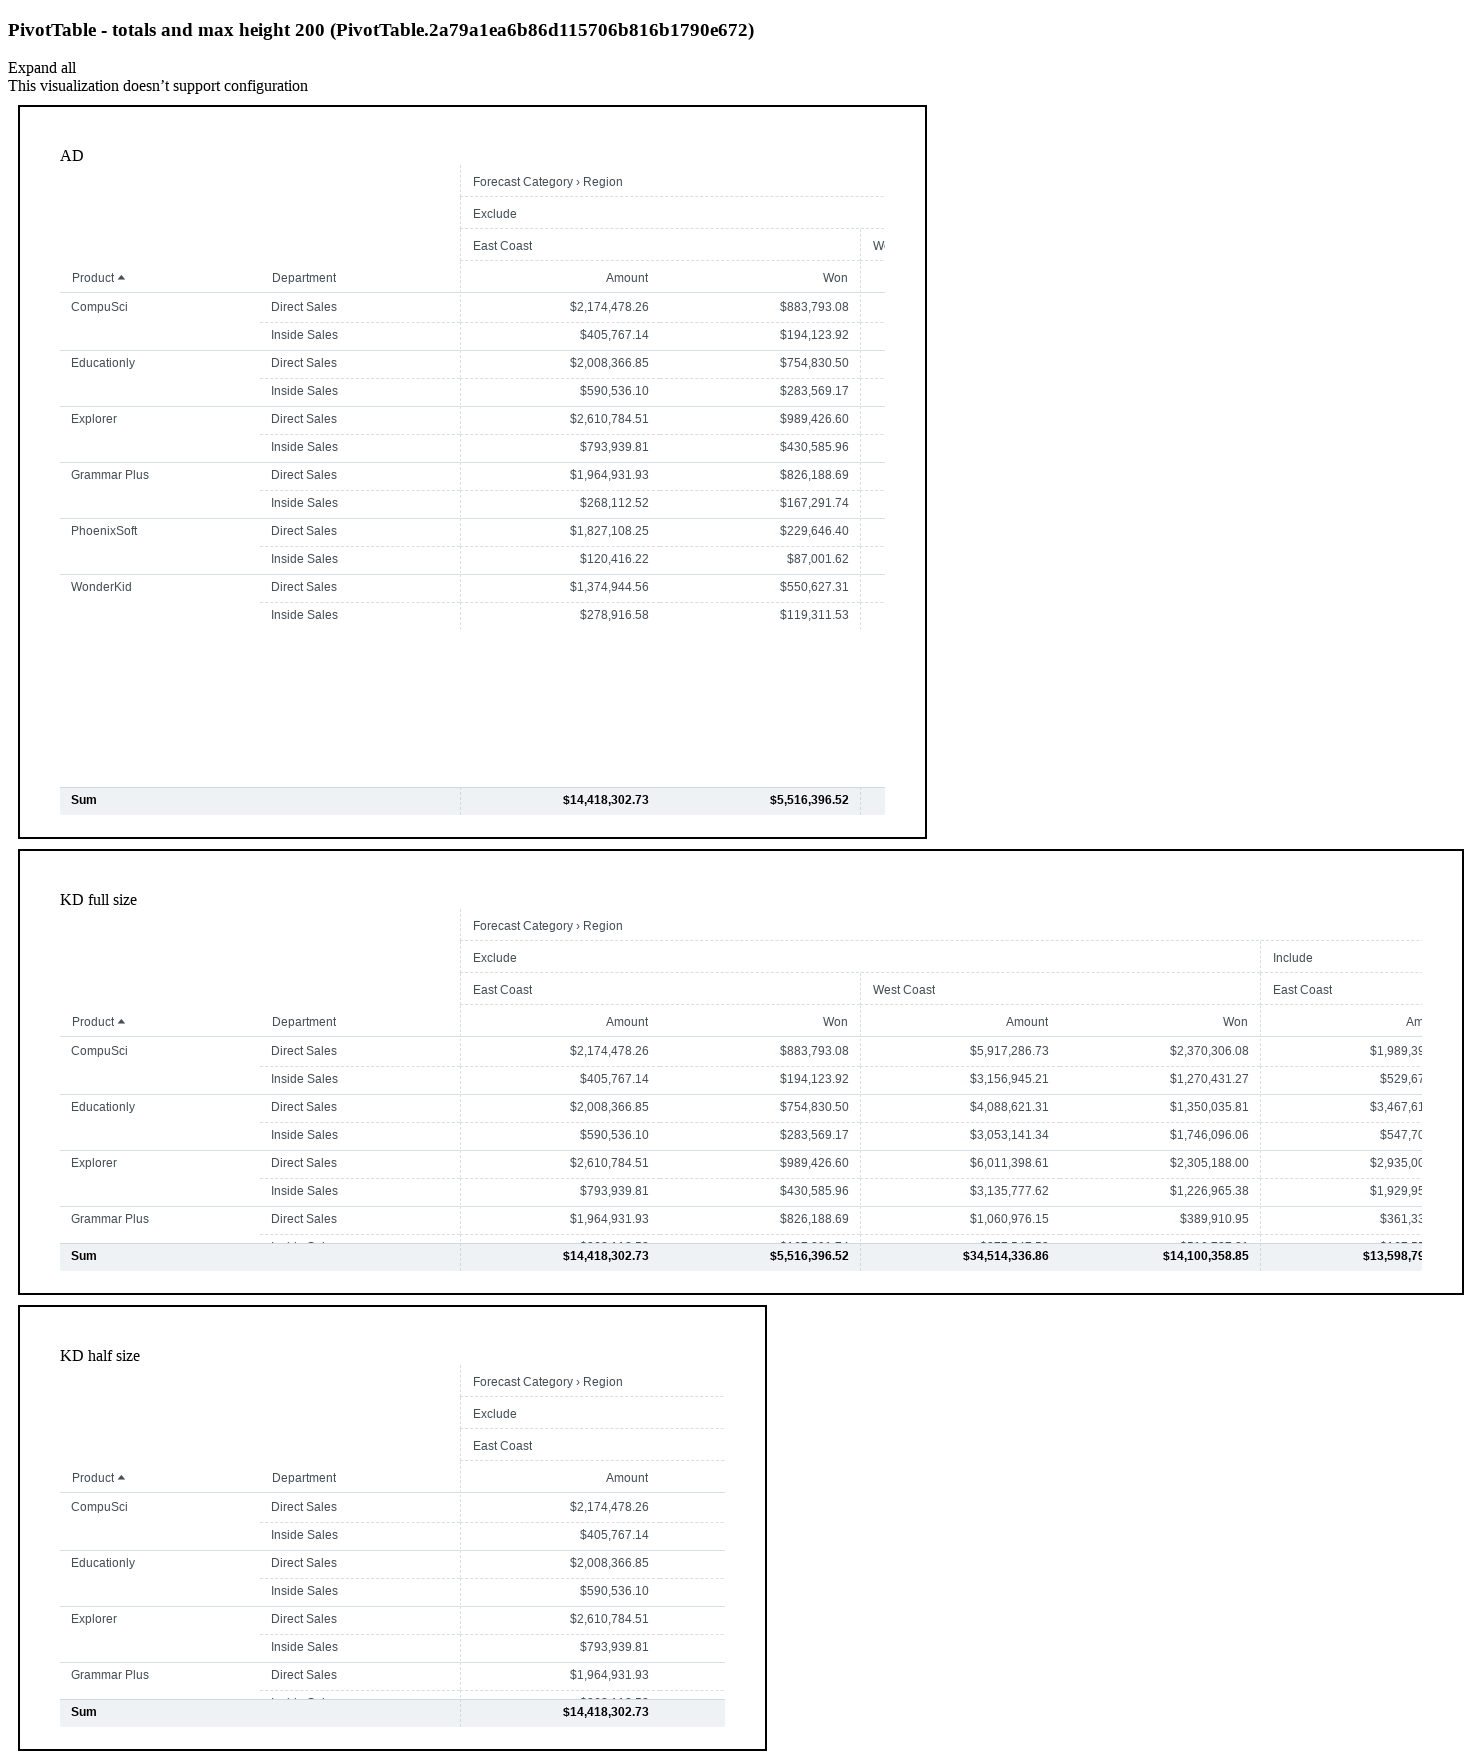 PivotTable - totals and max height 200 (PivotTable.2a79a1ea6b86d115706b816b1790e672)
Expand all
This visualization doesn’t support configuration
AD
Forecast Category › Region
Exclude
East Coast
Product Department Amount Won
CompuSci Direct Sales $2,174,478.26 $883,793.08
Inside Sales $405,767.14 $194,123.92
Educationly Direct Sales $2,008,366.85 $754,830.50
Inside Sales $590,536.10 $283,569.17
Explorer Direct Sales $2,610,784.51 $989,426.60
Inside Sales $793,939.81 $430,585.96
Grammar Plus Direct Sales $1,964,931.93 $826,188.69
Inside Sales $268,112.52 $167,291.74
PhoenixSoft Direct Sales $1,827,108.25 $229,646.40
Inside Sales $120,416.22 $87,001.62
WonderKid Direct Sales $1,374,944.56 $550,627.31
Inside Sales $278,916.58 $119,311.53
Sum $14,418,302.73 $5,516,396.52
KD full size
Forecast Category › Region
Exclude Include
East Coast West Coast East Coast
Product Department Amount Won Amount Won Am
CompuSci Direct Sales $2,174,478.26 $883,793.08 $5,917,286.73 $2,370,306.08 $1,989,39
Inside Sales $405,767.14 $194,123.92 $3,156,945.21 $1,270,431.27 $529,67
Educationly Direct Sales $2,008,366.85 $754,830.50 $4,088,621.31 $1,350,035.81 $3,467,61
Inside Sales $590,536.10 $283,569.17 $3,053,141.34 $1,746,096.06 $547,70
Explorer Direct Sales $2,610,784.51 $989,426.60 $6,011,398.61 $2,305,188.00 $2,935,00
Inside Sales $793,939.81 $430,585.96 $3,135,777.62 $1,226,965.38 $1,929,95
Grammar Plus Direct Sales $1,964,931.93 $826,188.69 $1,060,976.15 $389,910.95 $361,33
Sum $14,418,302.73 $5,516,396.52 $34,514,336.86 $14,100,358.85 $13,598,79
KD half size
Forecast Category › Region
Exclude
East Coast
Product Department Amount
CompuSci Direct Sales $2,174,478.26
Inside Sales $405,767.14
Educationly Direct Sales $2,008,366.85
Inside Sales $590,536.10
Explorer Direct Sales $2,610,784.51
Inside Sales $793,939.81
Grammar Plus Direct Sales $1,964,931.93
Sum $14,418,302.73